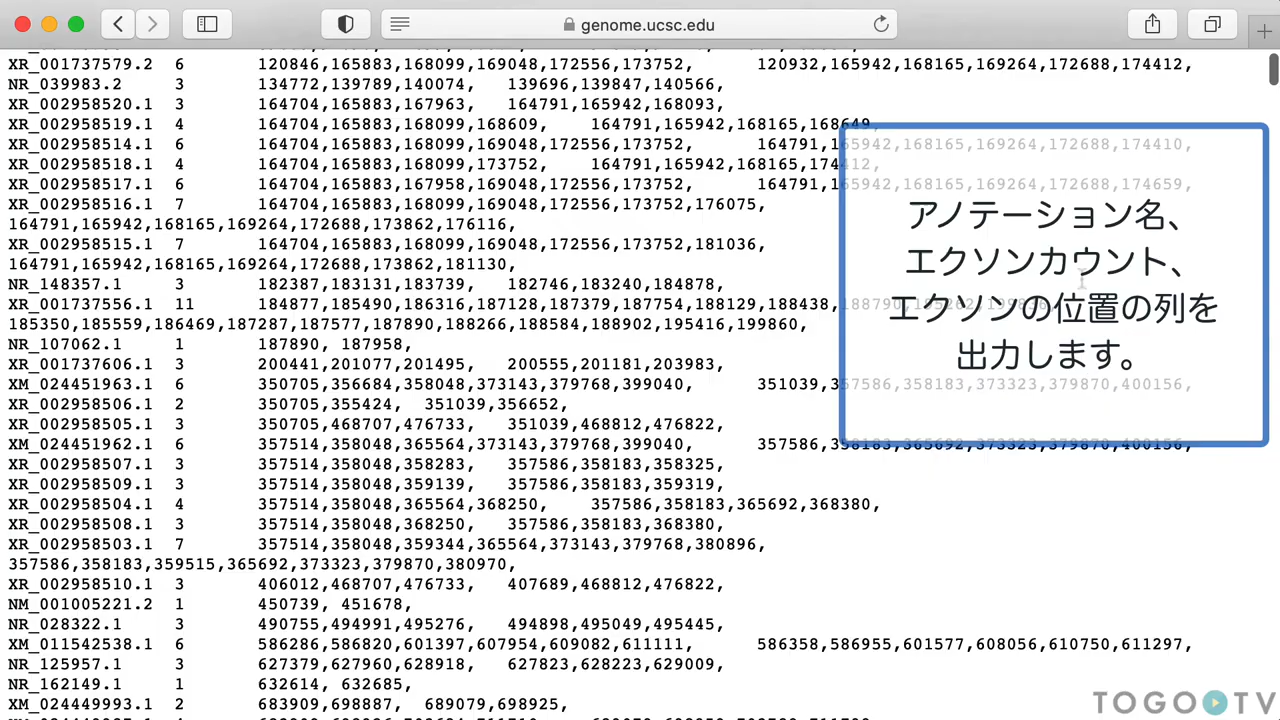 genome.ucsc.edu
XR_001737579.2 6 120846,165883,168099,169048,172556,173752, 120932,165942,168165,169264,172688,174412,
NR_039983.2 3 134772,139789,140074, 139696,139847,140566,
XR_002958520.1 3 164704,165883,167963, 164791,165942,168093,
XR_002958519.1 4 164704,165883,168099,168609, 164791,165942,168165,168649,
XR_002958514.1 6 164704,165883,168099,169048,172556,173752, 164791,165942,168165,169264,172688,174410,
XR_002958518.1 4 164704,165883,168099,173752, 164791,165942,168165,174412,
XR_002958517.1 6 164704,165883,167958,169048,172556,173752, 164791,165942,168165,169264,172688,174659,
XR_002958516.1 7 164704,165883,168099,169048,172556,173752,176075,
164791,165942,168165,169264,172688,173862,176116,
XR_002958515.1 7 164704,165883,168099,169048,172556,173752,181036,
164791,165942,168165,169264,172688,173862,181130,
NR_148357.1 3 182387,183131,183739, 182746,183240,184878,
XR_001737556.1 11 184877,185490,186316,187128,187379,187754,188129,188438,188790,
185350,185559,186469,187287,187577,187890,188266,188584,188902,195416,199860,
NR_107062.1 1 187890, 187958,
XR_001737606.1 3 200441,201077,201495, 200555,201181,203983,
XM_024451963.1 6 350705,356684,358048,373143,379768,399040, 351039,357586,358183,373323,379870,400156,
XR_002958506.1 2 350705,355424, 351039,356652,
XR_002958505.1 3 350705,468707,476733, 351039,468812,476822,
XM_024451962.1 6 357514,358048,365564,373143,379768,399040, 357586,358183,365692,373323,379870,400156,
XR_002958507.1 3 357514,358048,358283, 357586,358183,358325,
XR_002958509.1 3 357514,358048,359139, 357586,358183,359319,
XR_002958504.1 4 357514,358048,365564,368250, 357586,358183,365692,368380,
XR_002958508.1 3 357514,358048,368250, 357586,358183,368380,
XR_002958503.1 7 357514,358048,359344,365564,373143,379768,380896,
357586,358183,359515,365692,373323,379870,380970,
XR_002958510.1 3 406012,468707,476733, 407689,468812,476822,
NM_001005221.2 1 450739, 451678,
NR_028322.1 3 490755,494991,495276, 494898,495049,495445,
XM_011542538.1 6 586286,586820,601397,607954,609082,611111, 586358,586955,601577,608056,610750,611297,
NR_125957.1 3 627379,627960,628918, 627823,628223,629009,
NR_162149.1 1 632614, 632685,
XM_024449993.1 2 683909,698887, 689079,698925,
アノテーション名、
エクソンカウント、
エクソンの位置の列を
出力します。
TOGO TV